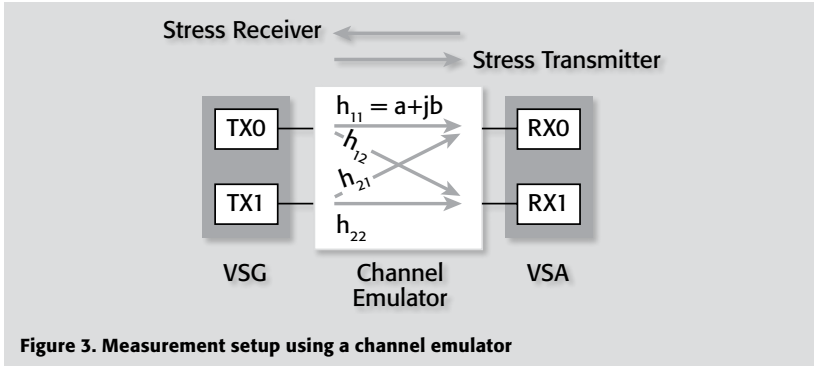 Stress Receiver
Stress Transmitter
h₁₁ = a+jb
TX0
RX0
h₁₂
h₂₁
TX1
RX1
h₂₂
VSG
Channel
Emulator
VSA
Figure 3. Measurement setup using a channel emulator